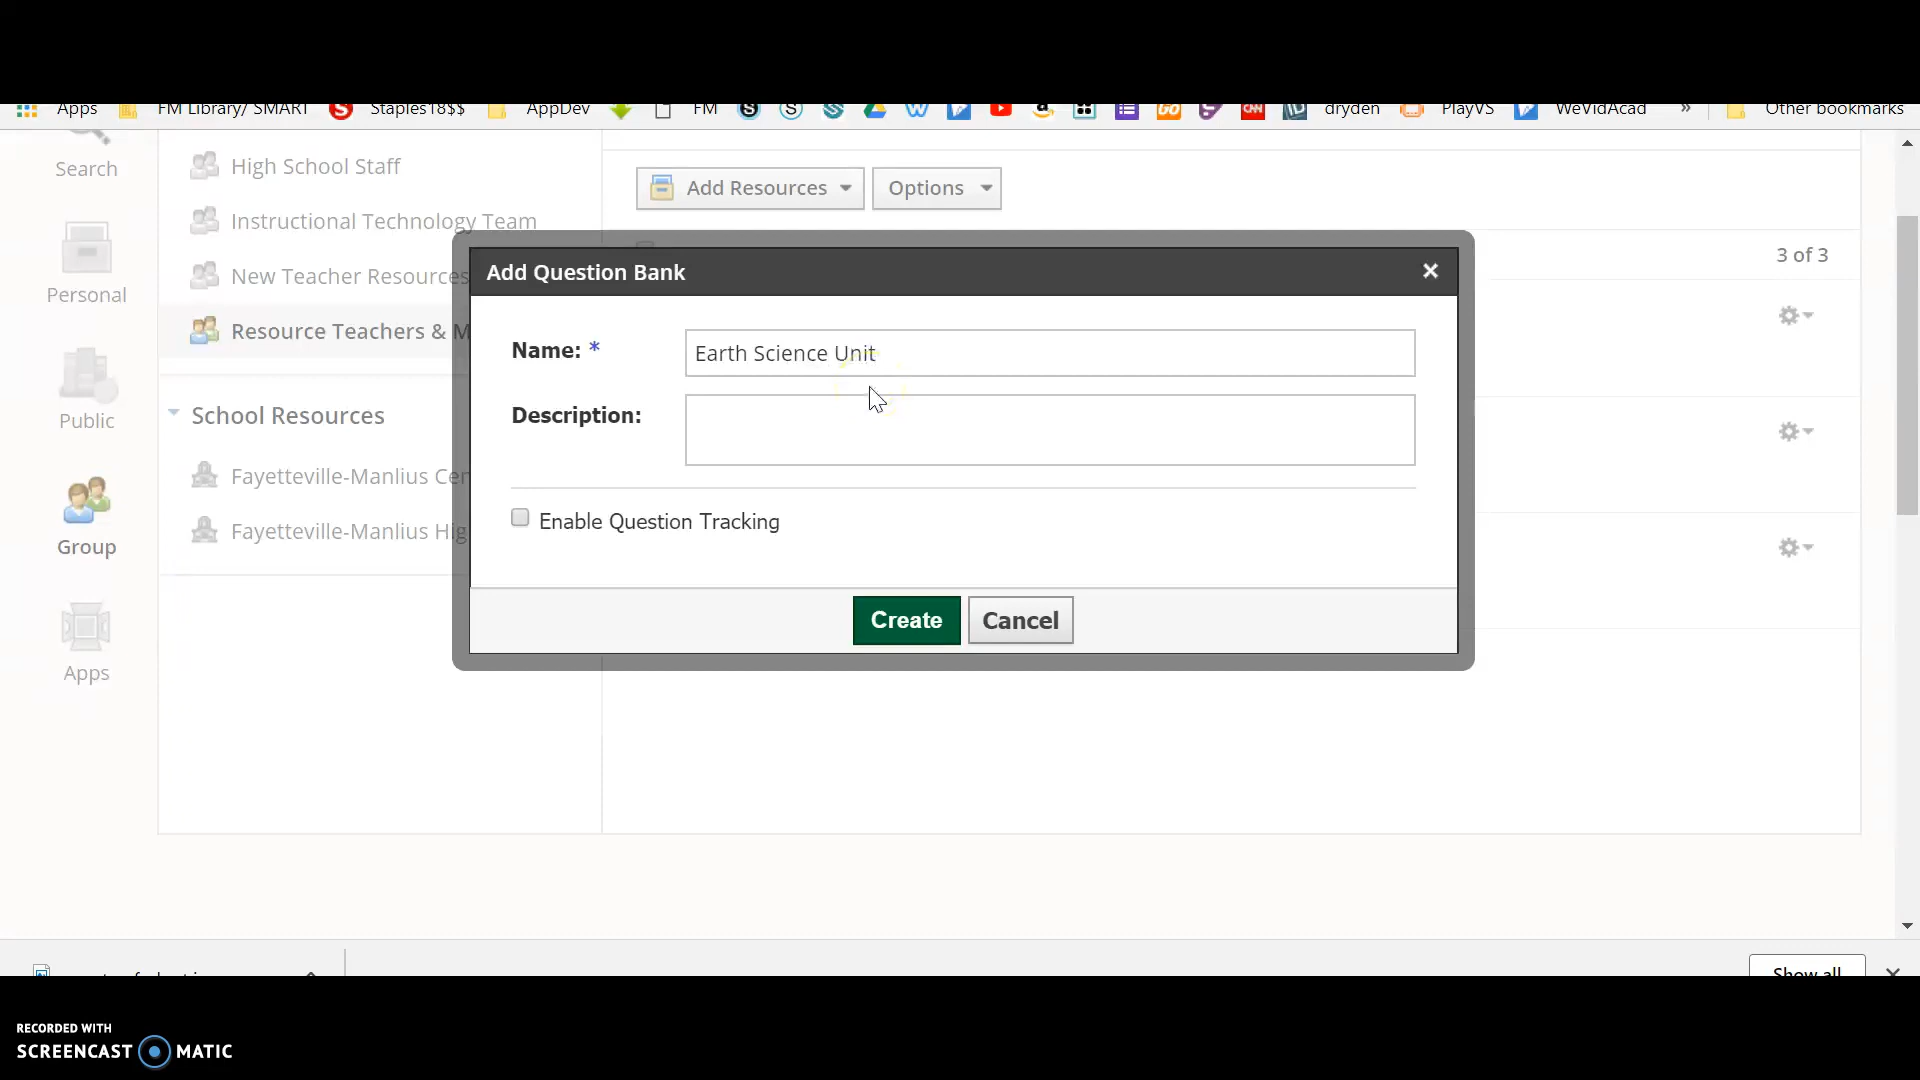 Apps FM Library/ SMART Staples18$$ AppDev FM dryden PlayVS WeVidAcad » Other bookmarks
Search
High School Staff
Add Resources Options
Instructional Technology Team
3 of 3
New Teacher Resources
Personal
Resource Teachers & M
Add Question Bank
Name: * Earth Science Unit
Description:
School Resources
Public
Fayetteville-Manlius Cen
Enable Question Tracking
Fayetteville-Manlius Hig
Group
Create Cancel
Apps
Show all
RECORDED WITH
SCREENCAST MATIC